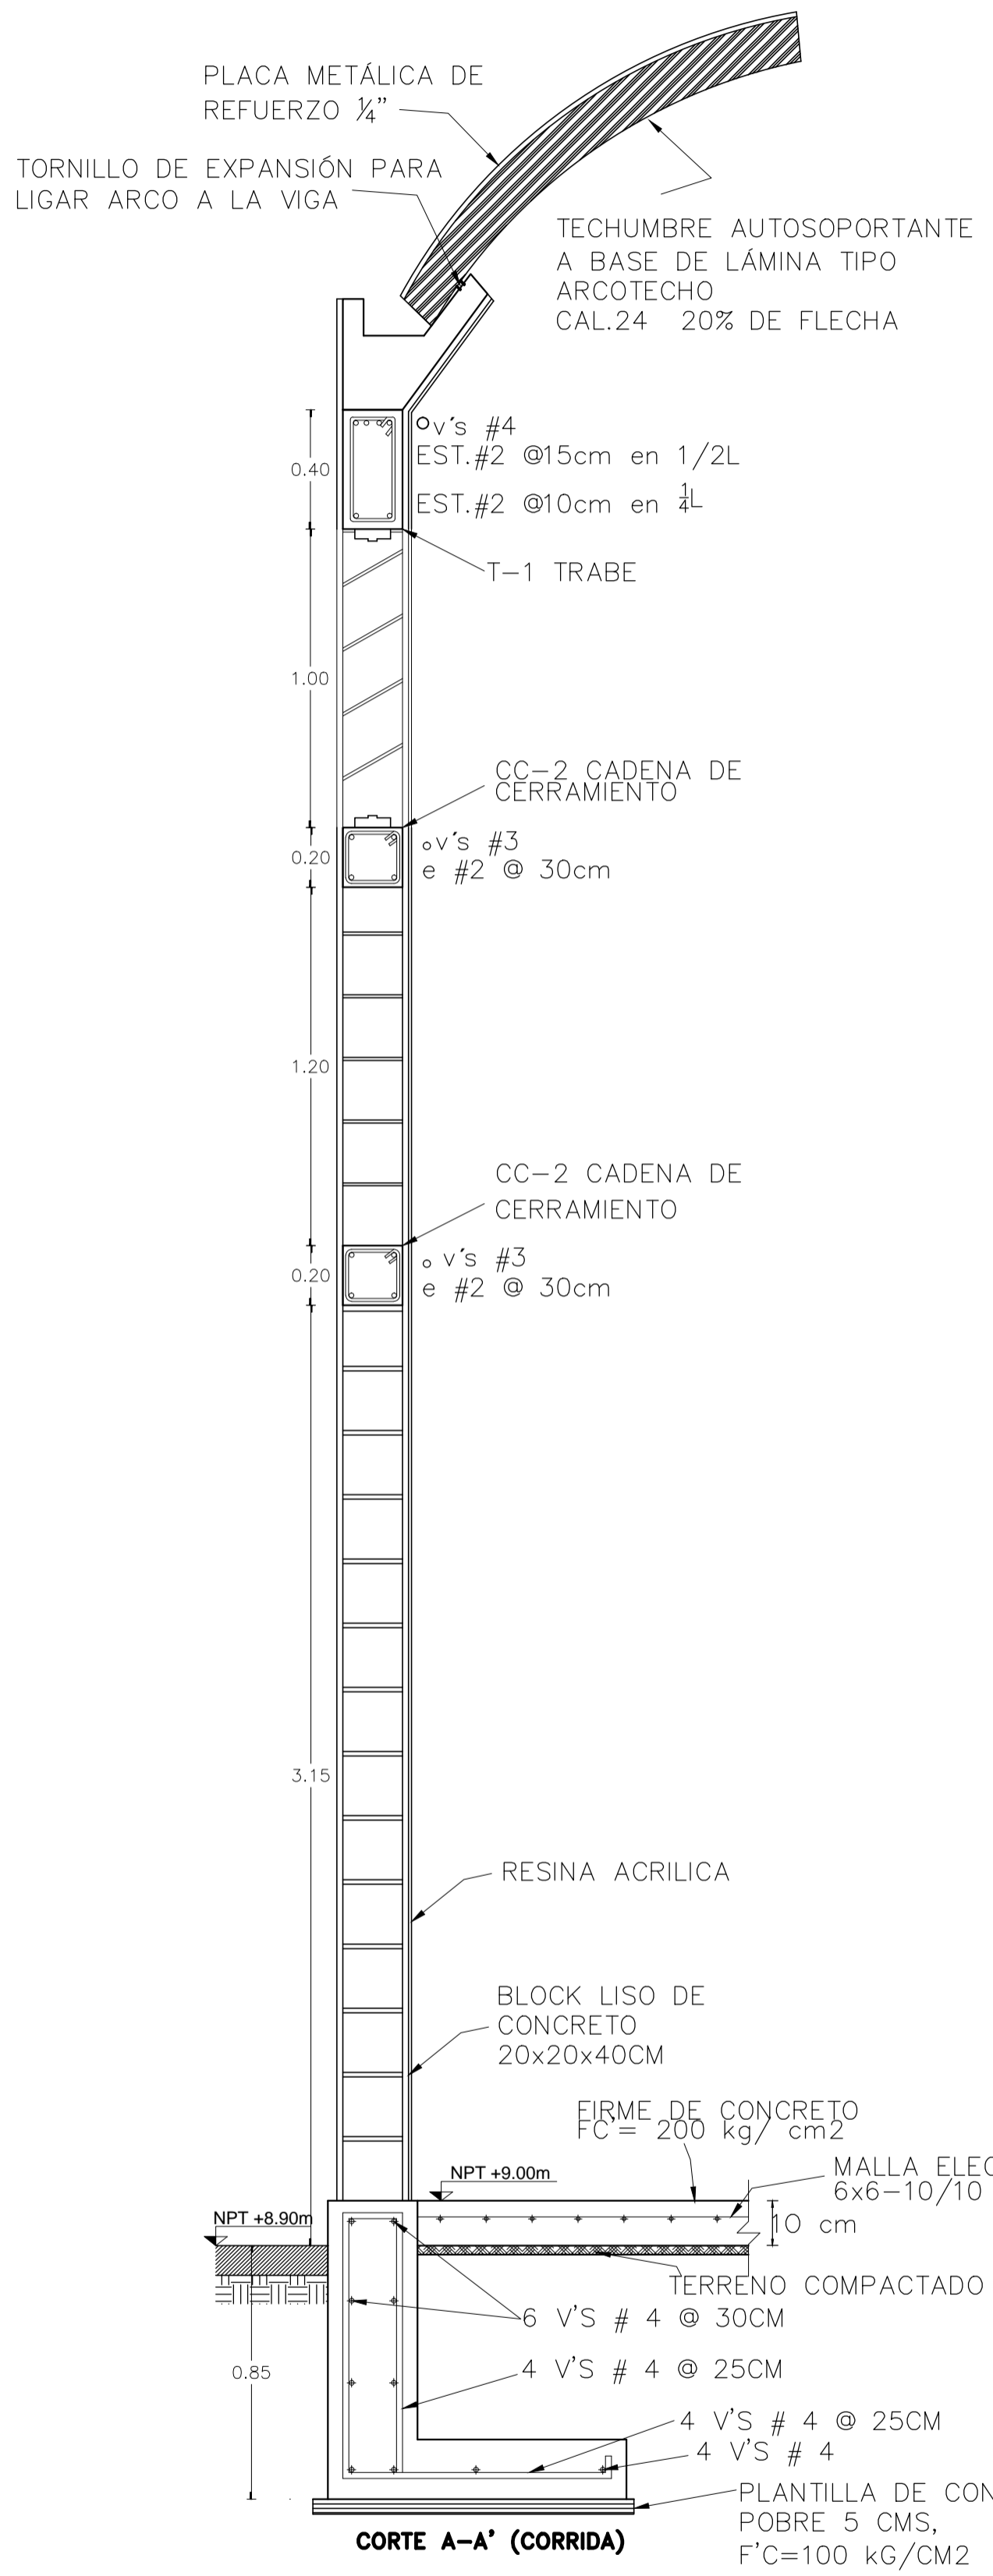 PLACA METÁLICA DE
REFUERZO ¼"
TORNILLO DE EXPANSIÓN PARA
LIGAR ARCO A LA VIGA
TECHUMBRE AUTOSOPORTANTE
A BASE DE LÁMINA TIPO
ARCOTECHO
CAL.24 20% DE FLECHA
v's #4
EST.#2 @15cm en 1/2L
EST.#2 @10cm en ¼L
0.40
T-1 TRABE
1.00
CC-2 CADENA DE
CERRAMIENTO
0.20
v's #3
e #2 @ 30cm
1.20
CC-2 CADENA DE
CERRAMIENTO
0.20
v's #3
e #2 @ 30cm
3.15
RESINA ACRILICA
BLOCK LISO DE
CONCRETO
20x20x40CM
FIRME DE CONCRETO
FC'= 200 kg/ cm2
NPT +9.00m
MALLA ELEC
6x6-10/10
NPT +8.90m
10 cm
TERRENO COMPACTADO
6 V'S # 4 @ 30CM
0.85
4 V'S # 4 @ 25CM
4 V'S # 4 @ 25CM
4 V'S # 4
PLANTILLA DE CON
POBRE 5 CMS,
F'C=100 kG/CM2
CORTE A-A' (CORRIDA)